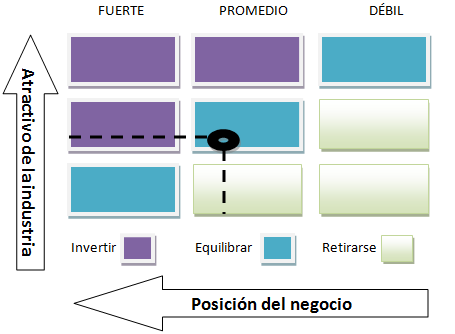 FUERTE PROMEDIO DÉBIL
Atractivo de la industria
Invertir Equilibrar Retirarse
Posición del negocio